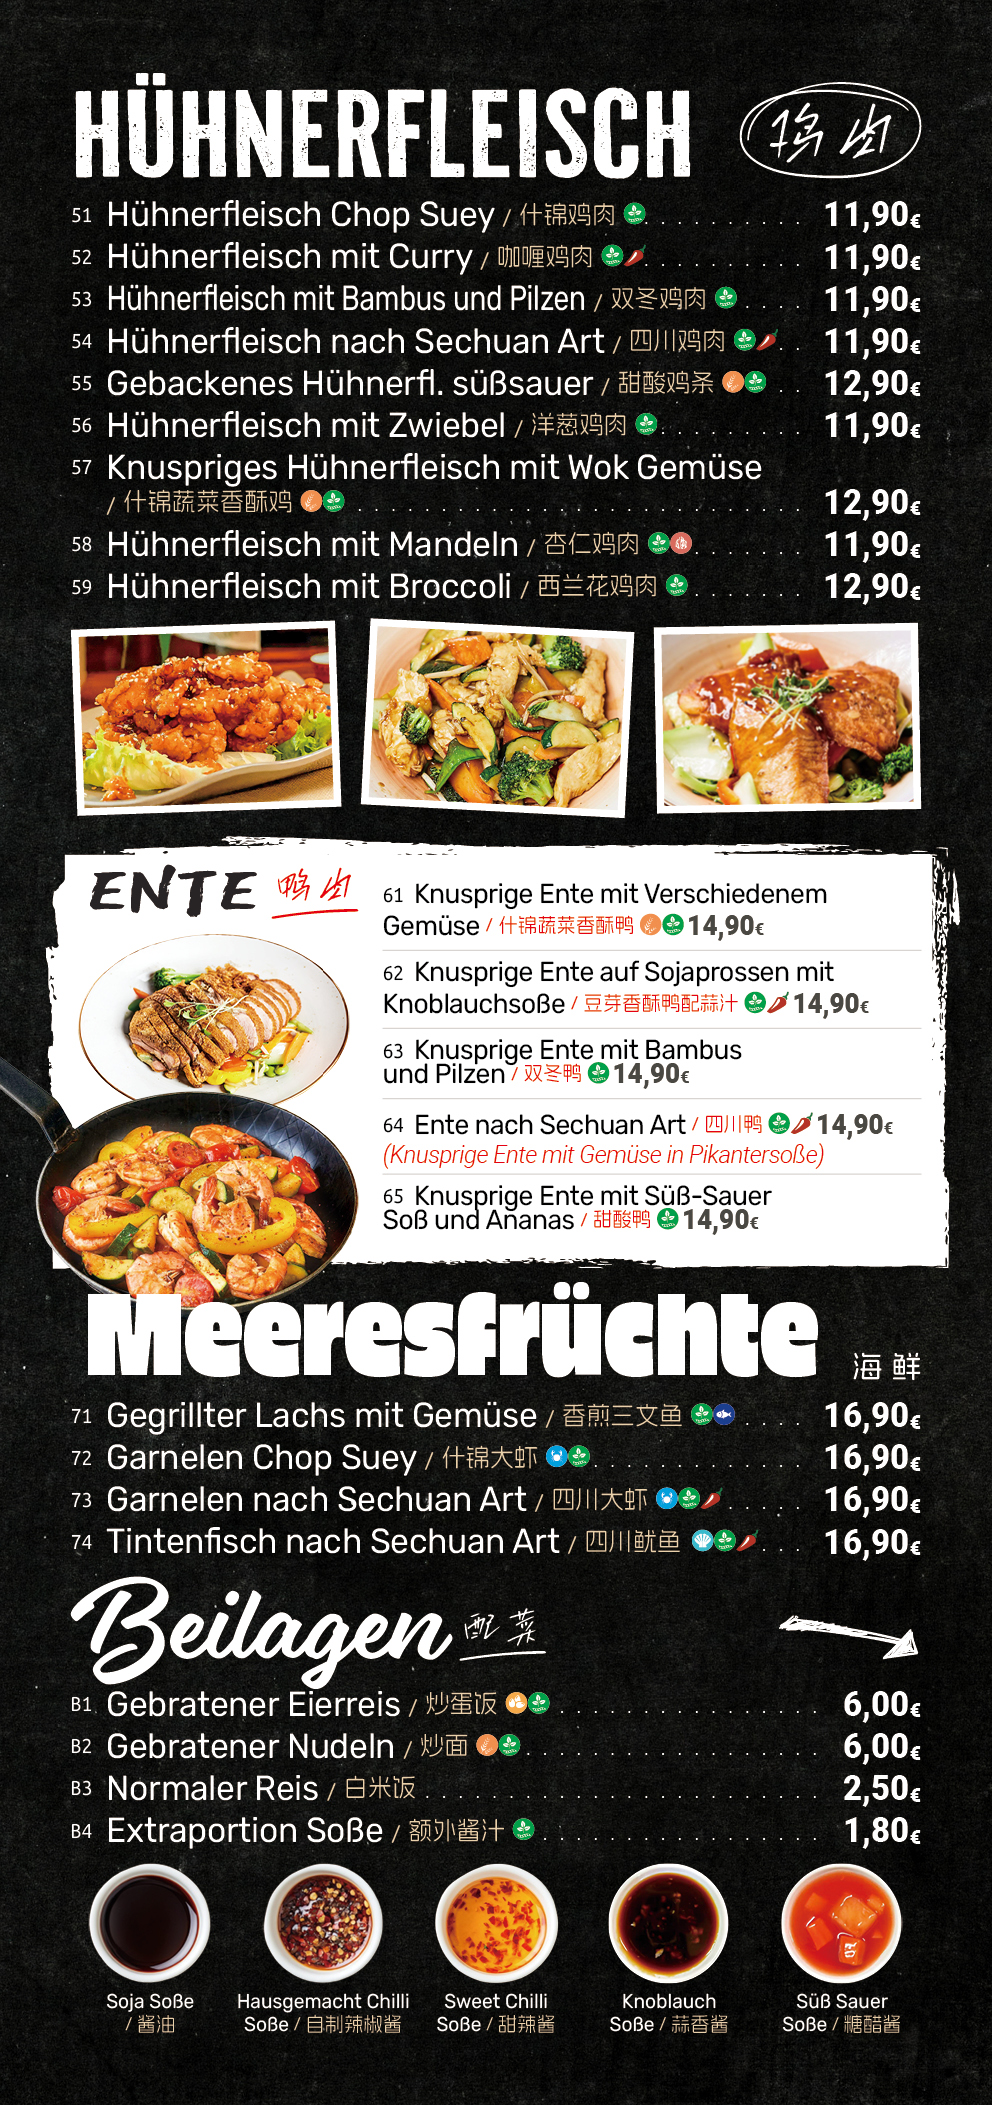 HÜHNERFLEISCH 鸡肉
51 Hühnerfleisch Chop Suey / 什锦鸡肉 . . . . . . . . . 11,90€
52 Hühnerfleisch mit Curry / 咖喱鸡肉 . . . . . . . . . . 11,90€
53 Hühnerfleisch mit Bambus und Pilzen / 双冬鸡肉 . . . . 11,90€
54 Hühnerfleisch nach Sechuan Art / 四川鸡肉 . . 11,90€
55 Gebackenes Hühnerfl. süßsauer / 甜酸鸡条 . . 12,90€
56 Hühnerfleisch mit Zwiebel / 洋葱鸡肉 . . . . . . . . . 11,90€
57 Knuspriges Hühnerfleisch mit Wok Gemüse
/ 什锦蔬菜香酥鸡 . . . . . . . . . . . . . . . . . . . . . . . . . . . 12,90€
58 Hühnerfleisch mit Mandeln / 杏仁鸡肉 . . . . . . . 11,90€
59 Hühnerfleisch mit Broccoli / 西兰花鸡肉 . . . . . . . 12,90€
ENTE 鸭肉
61 Knusprige Ente mit Verschiedenem
Gemüse / 什锦蔬菜香酥鸭 14,90€
62 Knusprige Ente auf Sojaprossen mit
Knoblauchsoße / 豆芽香酥鸭配蒜汁 14,90€
63 Knusprige Ente mit Bambus
und Pilzen / 双冬鸭 14,90€
64 Ente nach Sechuan Art / 四川鸭 14,90€
(Knusprige Ente mit Gemüse in Pikantersoße)
65 Knusprige Ente mit Süß-Sauer
Soß und Ananas / 甜酸鸭 14,90€
Meeresfrüchte 海鲜
71 Gegrillter Lachs mit Gemüse / 香煎三文鱼 . . . . 16,90€
72 Garnelen Chop Suey / 什锦大虾 . . . . . . . . . . . . . 16,90€
73 Garnelen nach Sechuan Art / 四川大虾 . . . . . 16,90€
74 Tintenfisch nach Sechuan Art / 四川鱿鱼 . . . 16,90€
Beilagen 配菜
B1 Gebratener Eierreis / 炒蛋饭 . . . . . . . . . . . . . . . 6,00€
B2 Gebratener Nudeln / 炒面 . . . . . . . . . . . . . . . . . 6,00€
B3 Normaler Reis / 白米饭 . . . . . . . . . . . . . . . . . . . . . . 2,50€
B4 Extraportion Soße / 额外酱汁 . . . . . . . . . . . . . . . . 1,80€
Soja Soße
/ 酱油
Hausgemacht Chilli
Soße / 自制辣椒酱
Sweet Chilli
Soße / 甜辣酱
Knoblauch
Soße / 蒜香酱
Süß Sauer
Soße / 糖醋酱